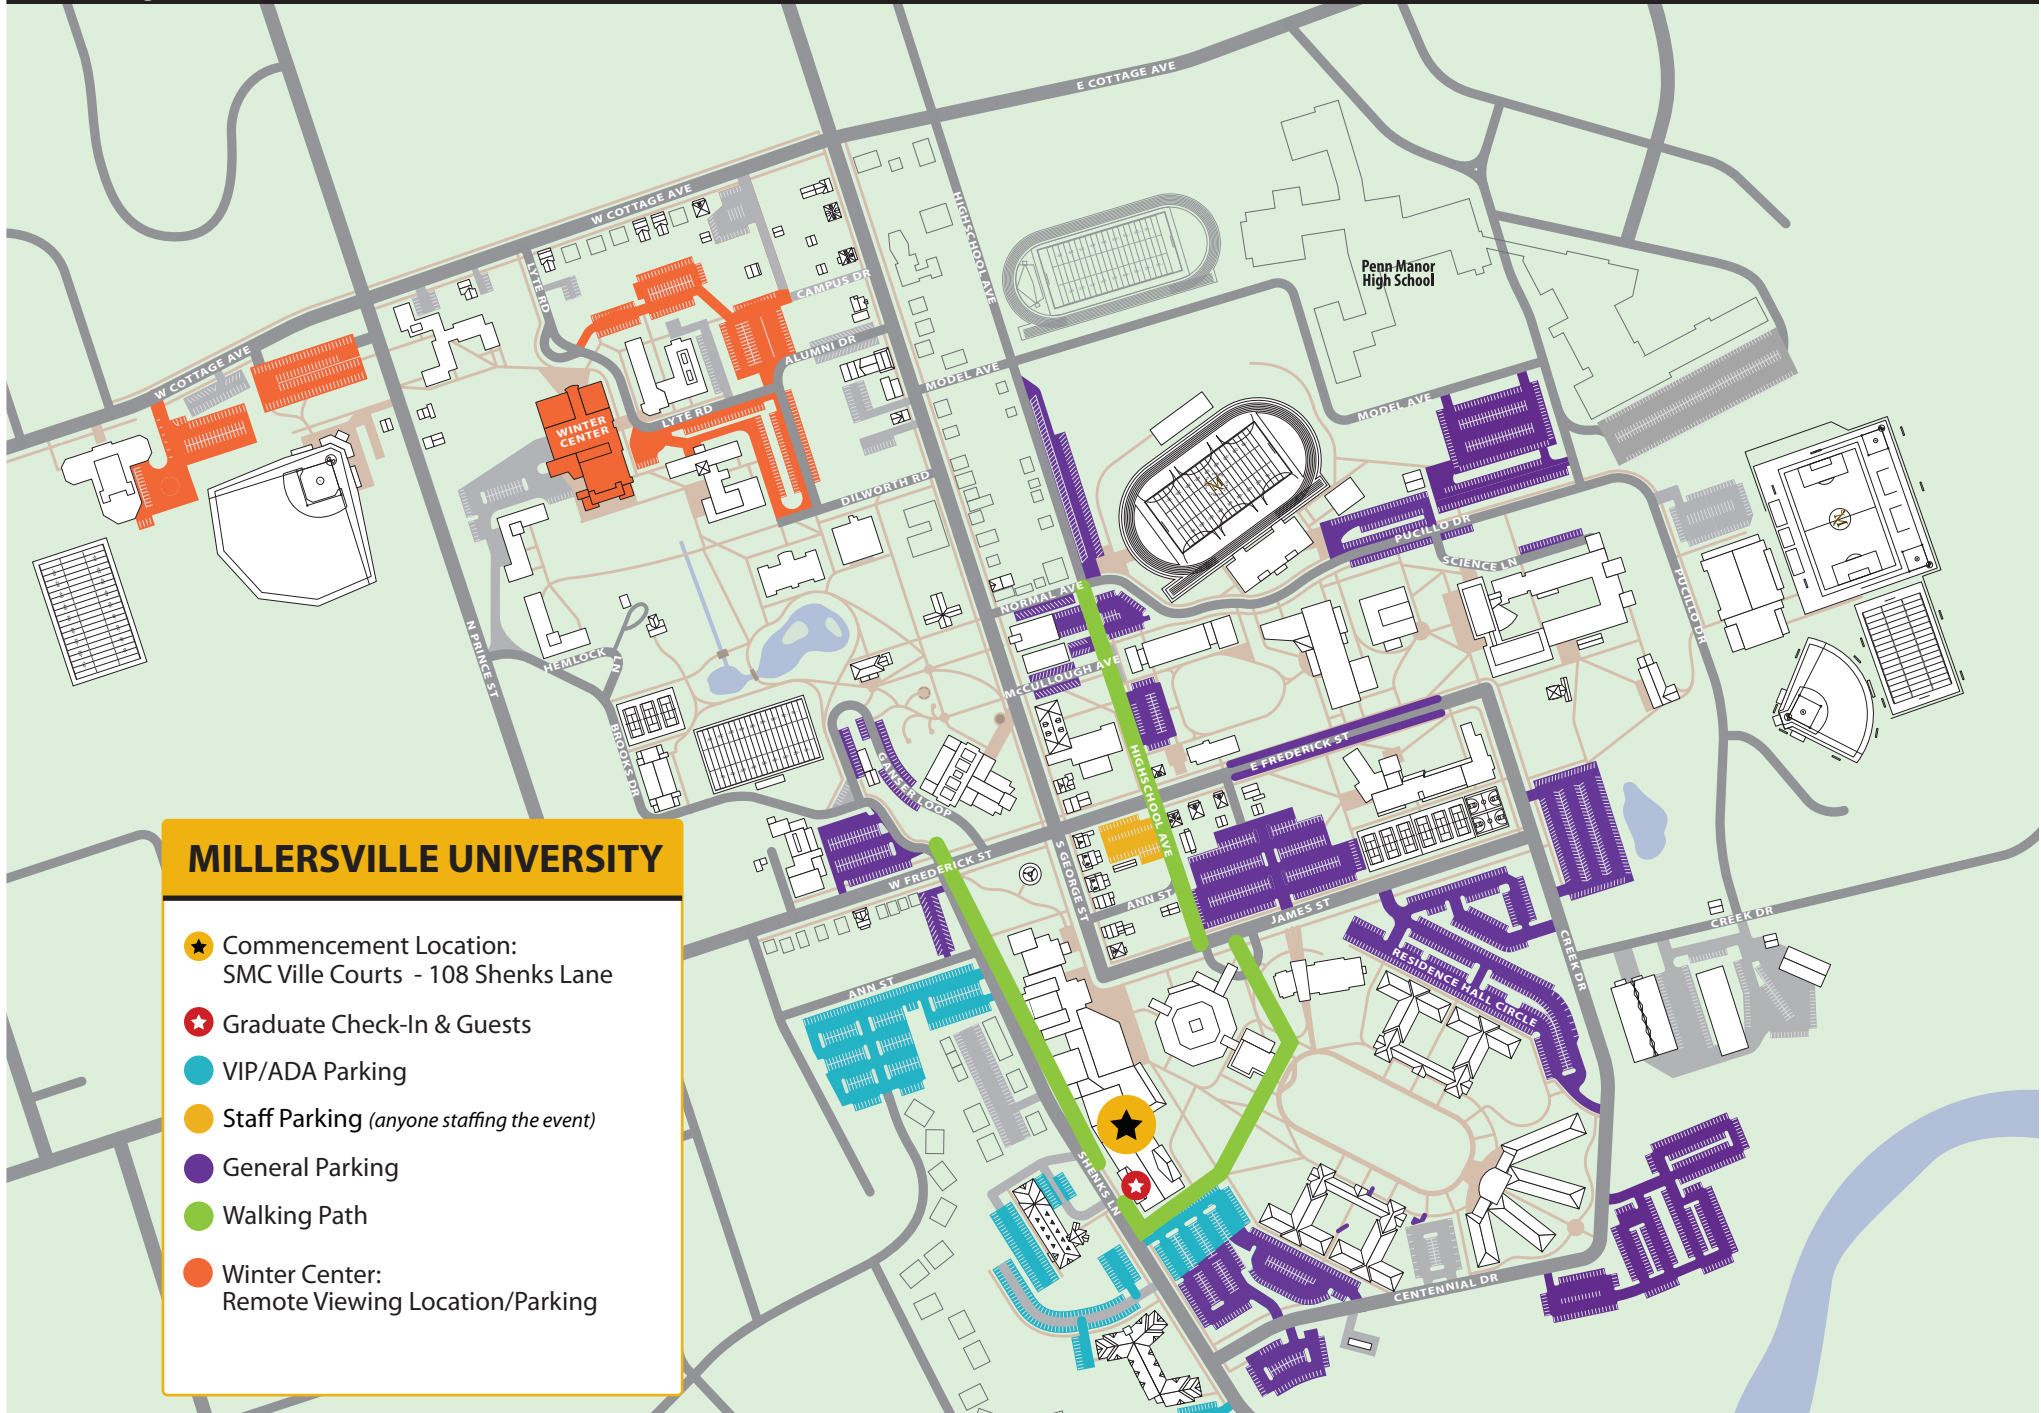 E COTTAGE AVE
W COTTAGE AVE
HIGHSCHOOL AVE
LYTE RD
CAMPUS DR
Penn Manor
High School
ALUMNI DR
W COTTAGE AVE
MODEL AVE
MODEL AVE
LYTE RD
WINTER
CENTER
DILWORTH RD
M
M
PUCILLO DR
SCIENCE LN
NORMAL AVE
PUCILLO DR
N PRINCE ST
HEMLOCK
LN
McCULLOUGH AVE
BROOKS DR
GANSER LOOP
HIGHSCHOOL AVE
E FREDERICK ST
W FREDERICK ST
S GEORGE ST
ANN ST
JAMES ST
CREEK DR
CREEK DR
RESIDENCE HALL CIRCLE
ANN ST
SHENKS LN
CENTENNIAL DR
MILLERSVILLE UNIVERSITY
Commencement Location:
SMC Ville Courts - 108 Shenks Lane
Graduate Check-In & Guests
VIP/ADA Parking
Staff Parking (anyone staffing the event)
General Parking
Walking Path
Winter Center:
Remote Viewing Location/Parking